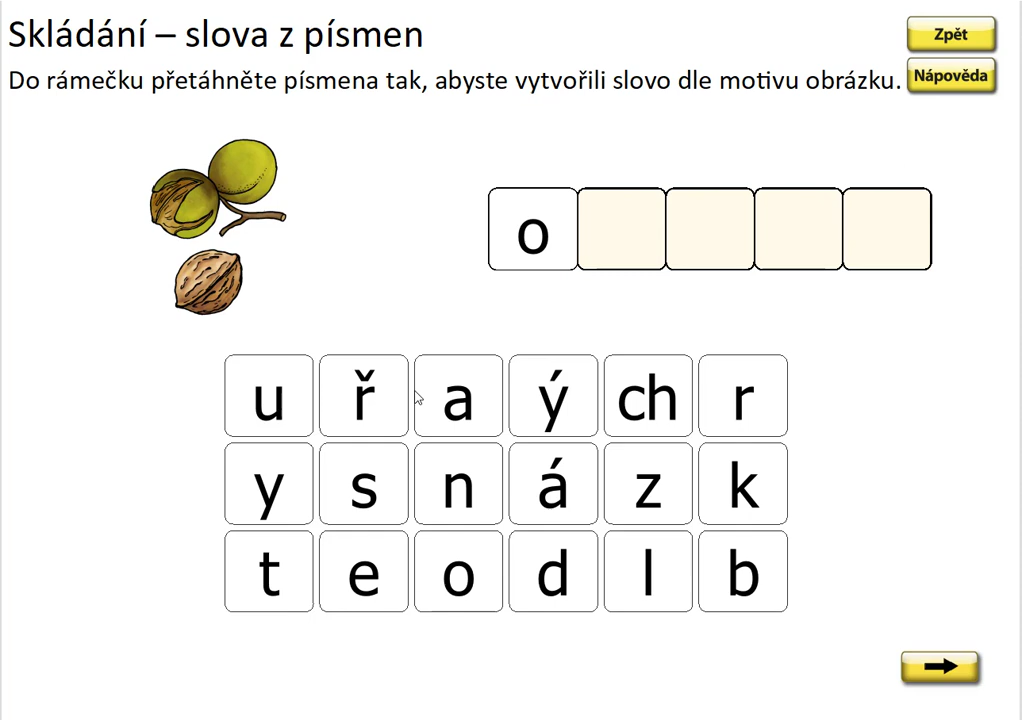 Skládání – slova z písmen
Zpět
Do rámečku přetáhněte písmena tak, abyste vytvořili slovo dle motivu obrázku.
Nápověda
o
u ř a ý ch r
y s n á z k
t e o d l b